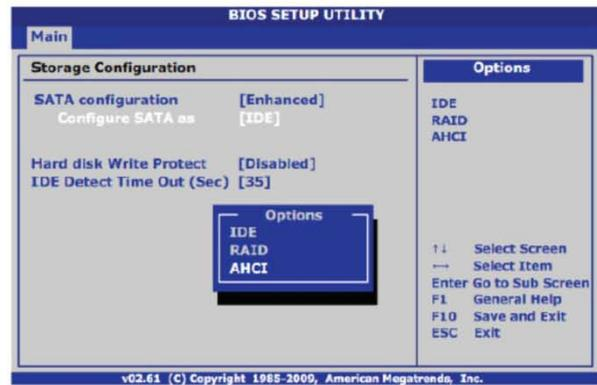 BIOS SETUP UTILITY
Main
Storage Configuration
SATA configuration [Enhanced]
Configure SATA as [IDE]
Hard disk Write Protect [Disabled]
IDE Detect Time Out (Sec) [35]
Options
IDE
RAID
AHCI
Options
IDE
RAID
AHCI
↑↓ Select Screen
←→ Select Item
Enter Go to Sub Screen
F1 General Help
F10 Save and Exit
ESC Exit
v02.61 (C) Copyright 1985-2009, American Megatrends, Inc.